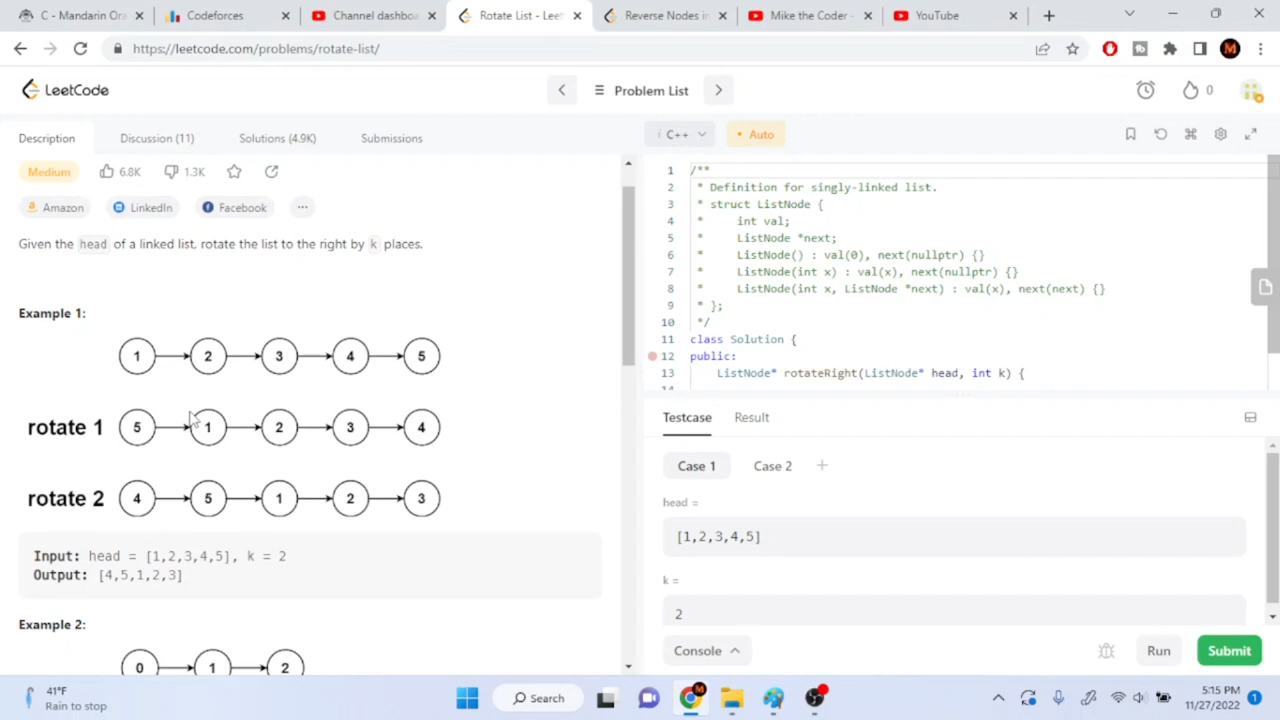 C - Mandarin Ora
Codeforces
Channel dashboa
Rotate List - Leet
Reverse Nodes in
Mike the Coder -
YouTube
https://leetcode.com/problems/rotate-list/
M
LeetCode
Problem List
0
Description
Discussion (11)
Solutions (4.9K)
Submissions
Medium
6.8K
1.3K
Amazon
LinkedIn
Facebook
...
Given the head of a linked list, rotate the list to the right by k places.
Example 1:
1 2 3 4 5
rotate 1 5 1 2 3 4
rotate 2 4 5 1 2 3
Input: head = [1,2,3,4,5], k = 2
Output: [4,5,1,2,3]
Example 2:
0 1 2
i C++
• Auto
1 /**
2 * Definition for singly-linked list.
3 * struct ListNode {
4 * int val;
5 * ListNode *next;
6 * ListNode() : val(0), next(nullptr) {}
7 * ListNode(int x) : val(x), next(nullptr) {}
8 * ListNode(int x, ListNode *next) : val(x), next(next) {}
9 * };
10 */
11 class Solution {
12 public:
13 ListNode* rotateRight(ListNode* head, int k) {
14
Testcase
Result
Case 1
Case 2
+
head =
[1,2,3,4,5]
k =
2
Console
Run
Submit
41°F
Rain to stop
Search
M
5:15 PM
11/27/2022
1